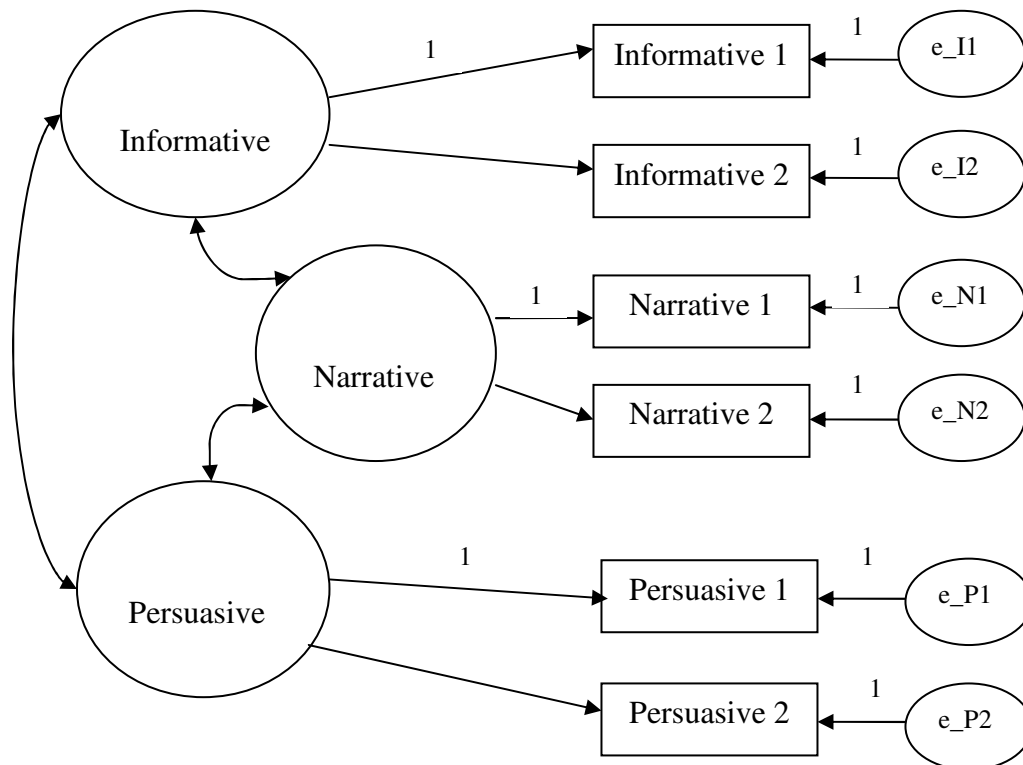 1
Informative 1
1
e_I1
Informative
Informative 2
1
e_I2
1
Narrative 1
1
e_N1
Narrative
Narrative 2
1
e_N2
1
Persuasive 1
1
e_P1
Persuasive
Persuasive 2
1
e_P2